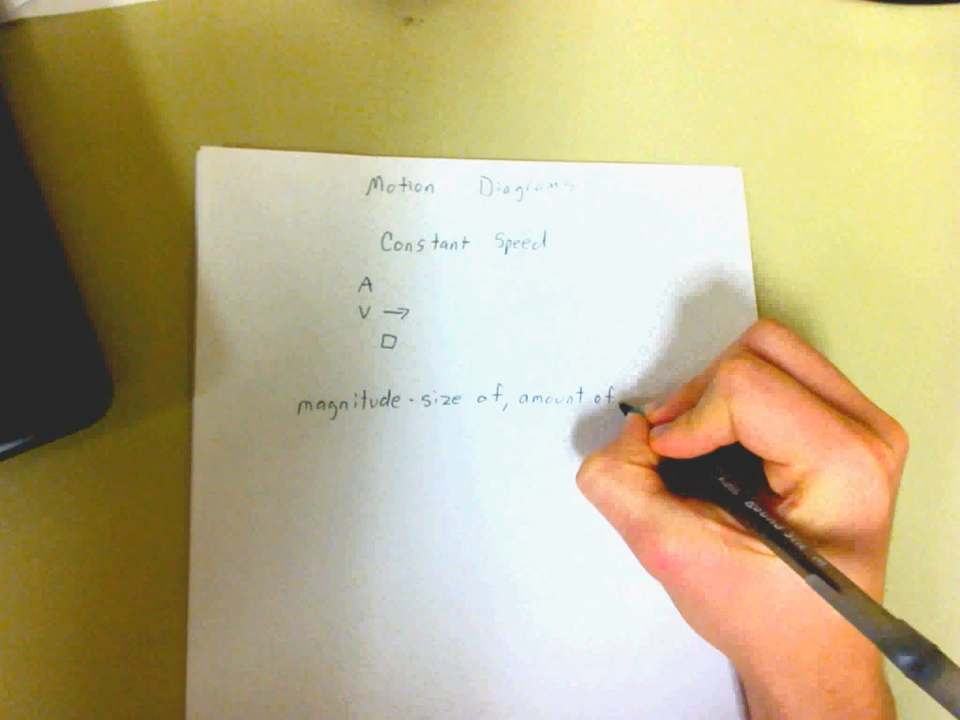 Motion Diagrams
Constant Speed
A
V →
magnitude - size of, amount of